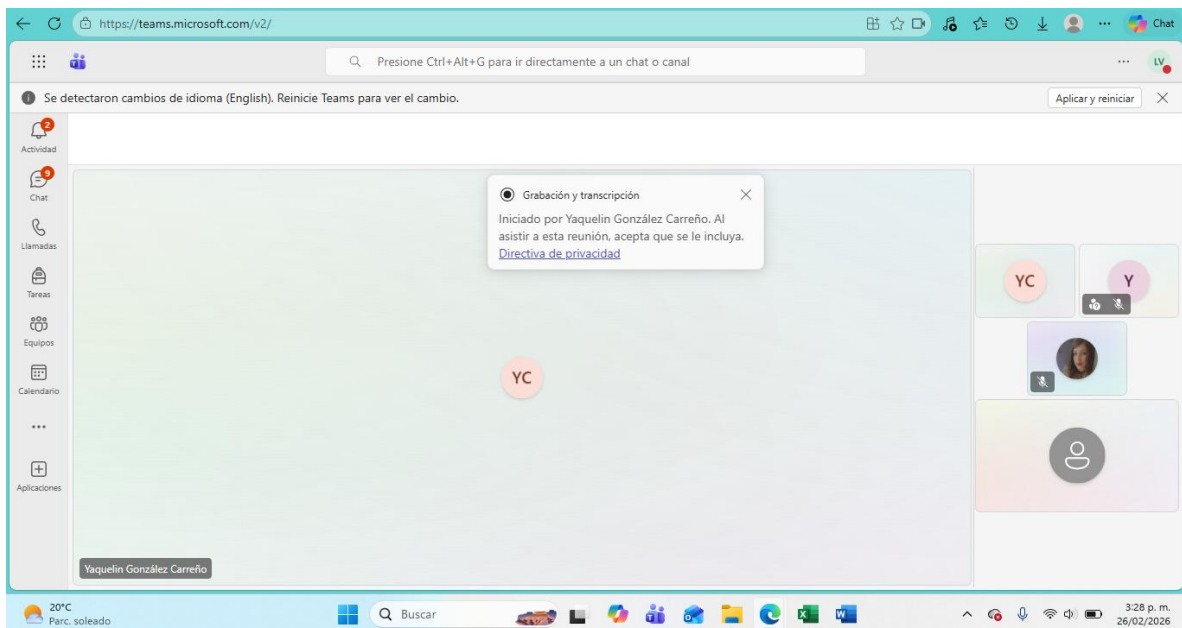 https://teams.microsoft.com/v2/
Chat
Presione Ctrl+Alt+G para ir directamente a un chat o canal
LV
Se detectaron cambios de idioma (English). Reinicie Teams para ver el cambio.
Aplicar y reiniciar
2
Actividad
9
Chat
Llamadas
Tareas
Equipos
Calendario
Aplicaciones
Grabación y transcripción
Iniciado por Yaquelin González Carreño. Al
asistir a esta reunión, acepta que se le incluya.
Directiva de privacidad
YC
Yaquelin González Carreño
YC
Y
20°C
Parc. soleado
Buscar
3:28 p. m.
26/02/2026